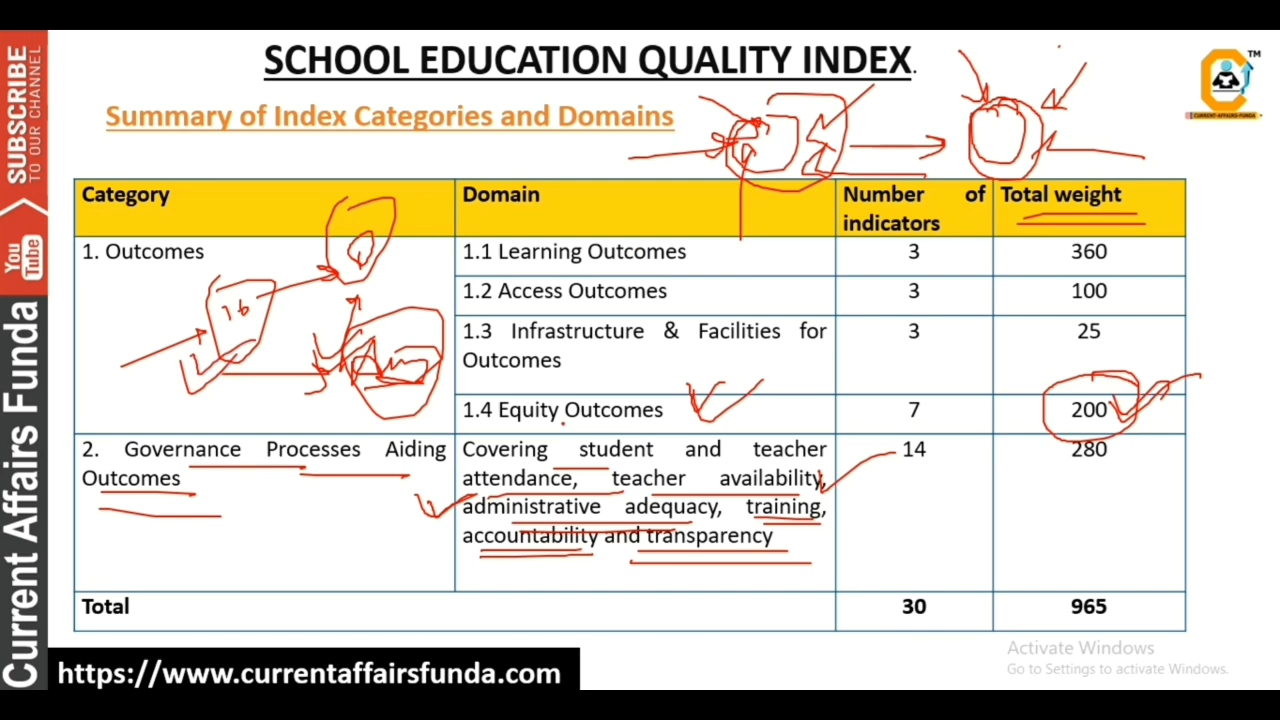 SCHOOL EDUCATION QUALITY INDEX.
Summary of Index Categories and Domains
TM
CURRENT-AFFAIRS-FUNDA
SUBSCRIBE
TO OUR CHANNEL
You
Tube
Current Affairs Funda
Category
Domain
Number of
indicators
Total weight
1. Outcomes
1.1 Learning Outcomes
3
360
1.2 Access Outcomes
3
100
1.3 Infrastructure & Facilities for
Outcomes
3
25
1.4 Equity Outcomes
7
200
16
2. Governance Processes Aiding
Outcomes
Covering student and teacher
attendance, teacher availability,
administrative adequacy, training,
accountability and transparency
14
280
Total
30
965
Activate Windows
Go to Settings to activate Windows.
https://www.currentaffairsfunda.com